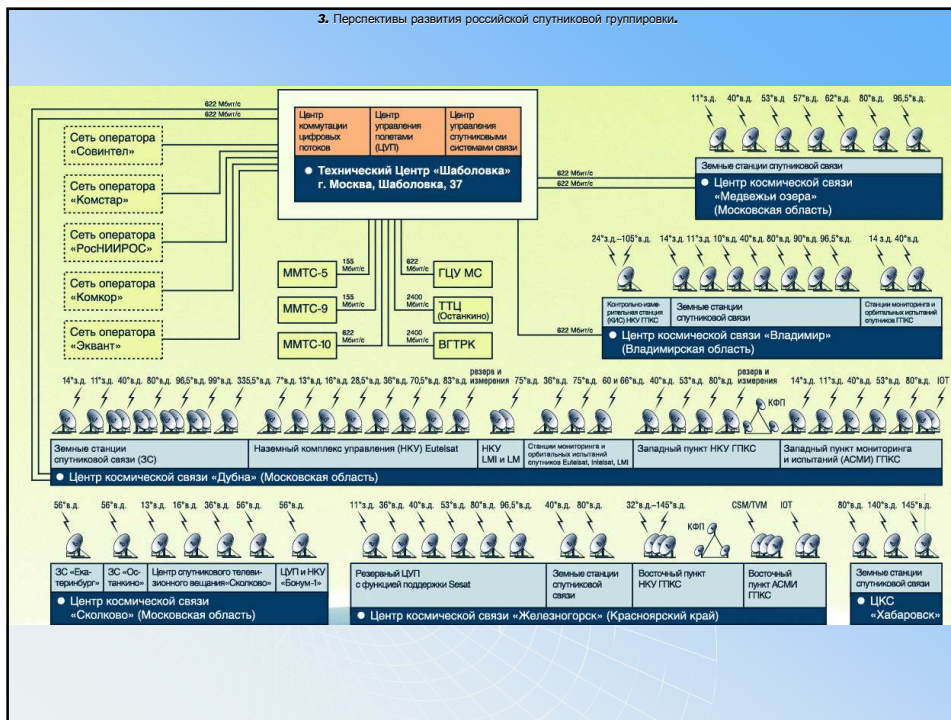 3. Перспективы развития российской спутниковой группировки.
622 Мбит/с
622 Мбит/с
Центр
коммутации
цифровых
потоков
Центр
управления
полетами
(ЦУП)
Центр
управления
спутниковыми
системами связи
Технический Центр «Шаболовка»
г. Москва, Шаболовка, 37
Сеть оператора
«Совинтел»
Сеть оператора
«Комстар»
Сеть оператора
«РосНИИРОС»
Сеть оператора
«Комкор»
Сеть оператора
«Эквант»
ММТС-5
155
Мбит/с
ММТС-9
155
Мбит/с
ММТС-10
622
Мбит/с
622
Мбит/с
ГЦУ МС
2400
Мбит/с
ТТЦ
(Останкино)
2400
Мбит/с
ВГТРК
622 Мбит/с
622 Мбит/с
11°з.д. 40°в.д. 53°в.д 57°в.д. 62°в.д. 80°в.д. 96,5°в.д.
Земные станции спутниковой связи
Центр космической связи
«Медвежьи озера»
(Московская область)
24°з.д.–105°в.д. 14°з.д. 11°з.д. 10°в.д. 40°в.д. 80°в.д. 90°в.д. 96,5°в.д. 14 з.д. 40°в.д.
Контрольно-изме-
рительная станция
(КИС) НКУ ГПКС
Земные станции
спутниковой связи
Станции мониторинга и
орбитальных испытаний
спутников ГПКС
622 Мбит/с
Центр космической связи «Владимир»
(Владимирская область)
14°з.д. 11°з.д. 40°в.д. 80°в.д. 96,5°в.д. 99°в.д. 335,5°в.д. 7°в.д. 13°в.д. 16°в.д. 28,5°в.д. 36°в.д. 70,5°в.д. 83°в.д. резерв и измерения 75°в.д. 36°в.д. 75°в.д. 60 и 66°в.д. 40°в.д. 53°в.д. 80°в.д. резерв и измерения 14°з.д. 11°з.д. 40°в.д. 53°в.д. 80°в.д. IOT
КФП
Земные станции
спутниковой связи (ЗС)
Наземный комплекс управления (НКУ) Eutelsat
НКУ
LMI и LM
Станции мониторинга и
орбитальных испытаний
спутников Eutelsat, Intelsat, LMI
Западный пункт НКУ ГПКС
Западный пункт мониторинга
и испытаний (АСМИ) ГПКС
Центр космической связи «Дубна» (Московская область)
56°в.д. 56°в.д. 13°в.д. 16°в.д. 36°в.д. 56°в.д. 56°в.д.
ЗС «Ека-
теринбург»
ЗС «Ос-
танкино»
Центр спутникового телеви-
зионного вещания«Сколково»
ЦУП и НКУ
«Бонум-1»
Центр космической связи
«Сколково» (Московская область)
11°з.д. 36°в.д. 40°в.д. 53°в.д. 80°в.д. 96,5°в.д. 40°в.д. 80°в.д. 32°в.д.–145°в.д. КФП CSM/TVM IOT
Резервный ЦУП
с функцией поддержки Sesat
Земные станции
спутниковой
связи
Восточный пункт
НКУ ГПКС
Восточный
пункт АСМИ
ГПКС
Центр космической связи «Железногорск» (Красноярский край)
80°в.д. 140°в.д. 145°в.д.
Земные станции
спутниковой связи
ЦКС
«Хабаровск»